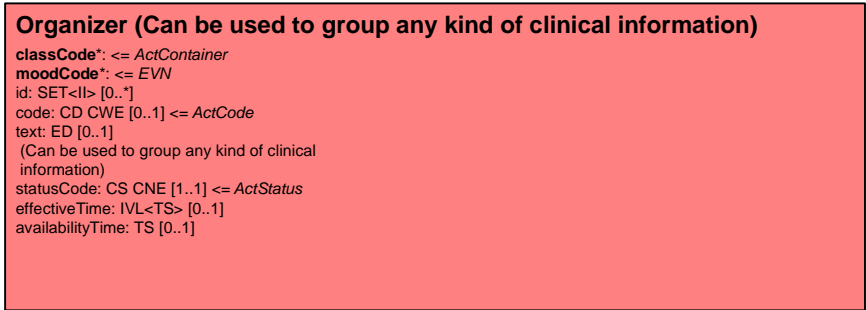 Organizer (Can be used to group any kind of clinical information)
classCode*: <= ActContainer
moodCode*: <= EVN
id: SET<II> [0..*]
code: CD CWE [0..1] <= ActCode
text: ED [0..1]
(Can be used to group any kind of clinical
information)
statusCode: CS CNE [1..1] <= ActStatus
effectiveTime: IVL<TS> [0..1]
availabilityTime: TS [0..1]